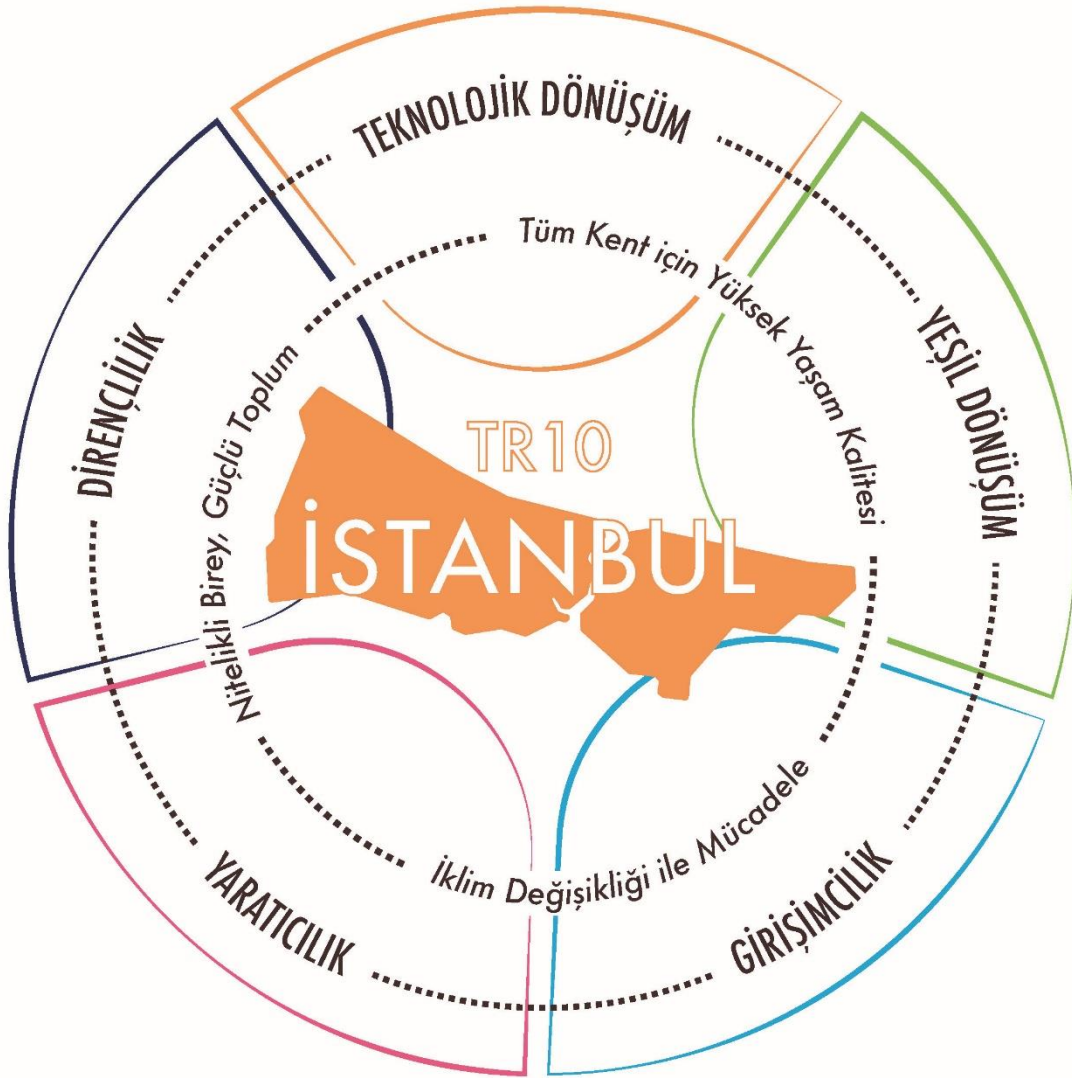 TEKNOLOJİK DÖNÜŞÜM
YEŞİL DÖNÜŞÜM
GİRİŞİMCİLİK
YARATICILIK
DİRENÇLİLİK
Tüm Kent için Yüksek Yaşam Kalitesi
İklim Değişikliği ile Mücadele
Nitelikli Birey, Güçlü Toplum
TR10
İSTANBUL